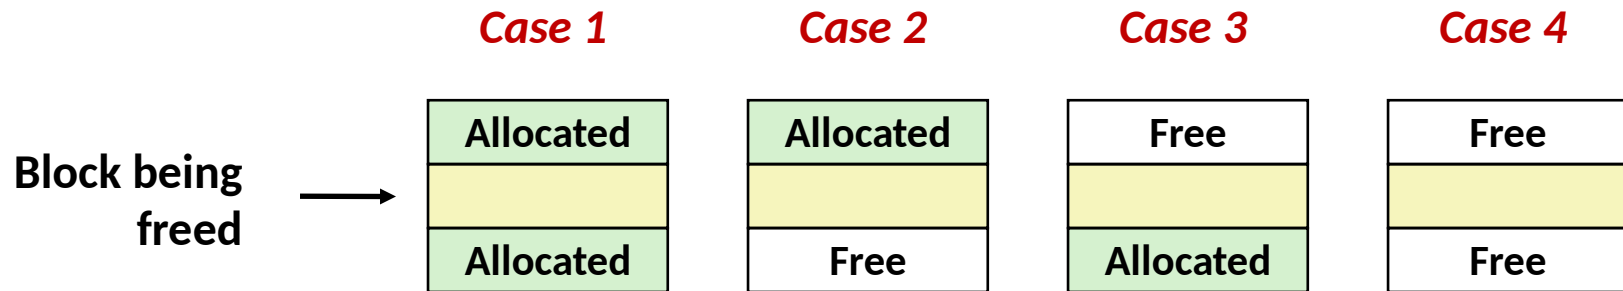 Case 1 Case 2 Case 3 Case 4
Allocated Allocated Free Free
Block being
freed
Allocated Free Allocated Free